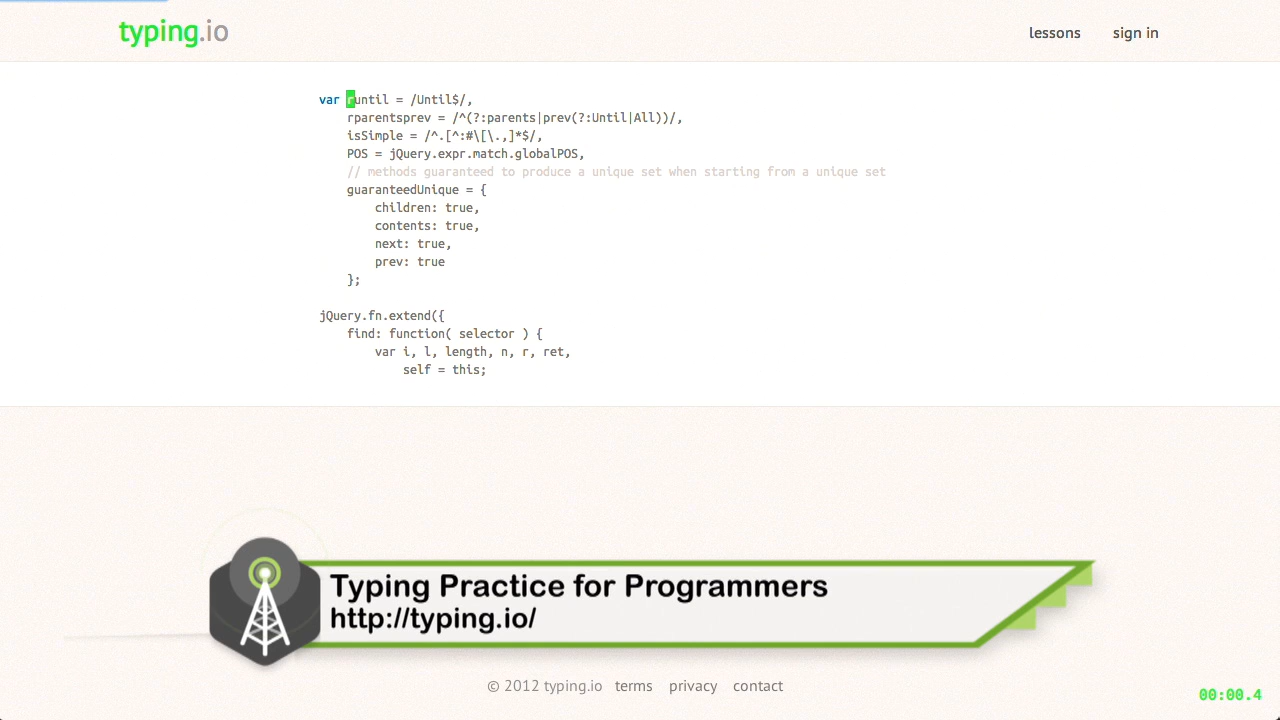 typing.io
lessons sign in
var runtil = /Until$/,
rparentsprev = /^(?:parents|prev(?:Until|All))/,
isSimple = /^.[^:#\[\.,]*$/,
POS = jQuery.expr.match.globalPOS,
// methods guaranteed to produce a unique set when starting from a unique set
guaranteedUnique = {
children: true,
contents: true,
next: true,
prev: true
};
jQuery.fn.extend({
find: function( selector ) {
var i, l, length, n, r, ret,
self = this;
Typing Practice for Programmers
http://typing.io/
© 2012 typing.io terms privacy contact
00:00.4